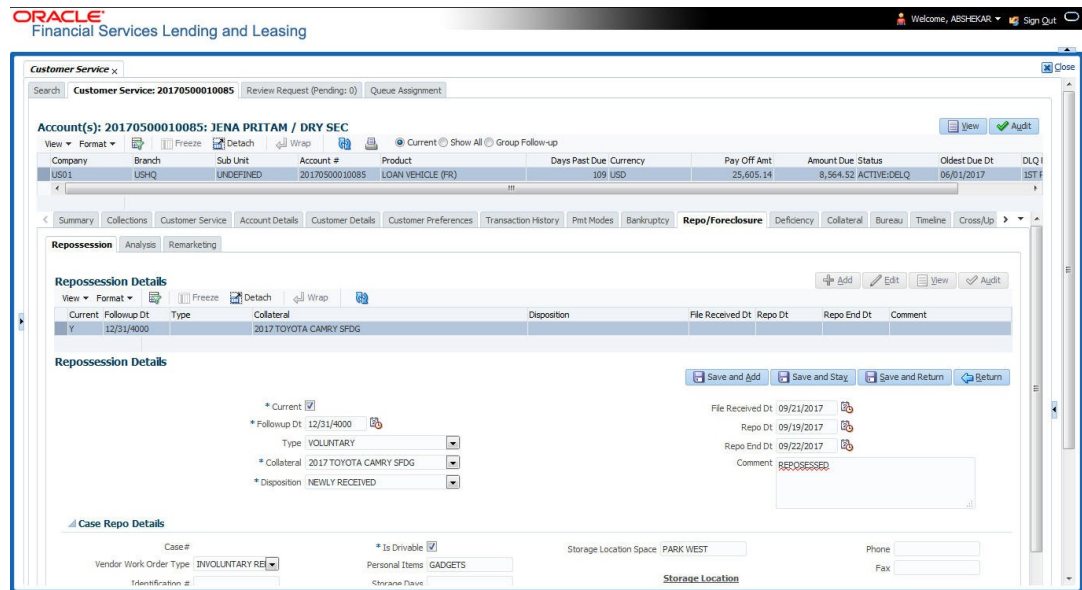 ORACLE®
Financial Services Lending and Leasing
Welcome, ABSHEKAR Sign Out
Customer Service x
Close
Search Customer Service: 20170500010085 Review Request (Pending: 0) Queue Assignment
Account(s): 20170500010085: JENA PRITAM / DRY SEC
View Audit
View Format Freeze Detach Wrap Current Show All Group Follow-up
Company Branch Sub Unit Account # Product Days Past Due Currency Pay Off Amt Amount Due Status Oldest Due Dt DLQ
US01 USHQ UNDEFINED 20170500010085 LOAN VEHICLE (FR) 109 USD 25,605.14 8,564.52 ACTIVE:DELQ 06/01/2017 1ST
Summary Collections Customer Service Account Details Customer Details Customer Preferences Transaction History Pmt Modes Bankruptcy Repo/Foreclosure Deficiency Collateral Bureau Timeline Cross/Up
Repossession Analysis Remarketing
Repossession Details
Add Edit View Audit
View Format Freeze Detach Wrap
Current Followup Dt Type Collateral Disposition File Received Dt Repo Dt Repo End Dt Comment
Y 12/31/4000 2017 TOYOTA CAMRY SFDG
Repossession Details
Save and Add Save and Stay Save and Return Return
* Current
* Followup Dt 12/31/4000
Type VOLUNTARY
* Collateral 2017 TOYOTA CAMRY SFDG
* Disposition NEWLY RECEIVED
File Received Dt 09/21/2017
Repo Dt 09/19/2017
Repo End Dt 09/22/2017
Comment REPOSESSED
Case Repo Details
Case# * Is Drivable Storage Location Space PARK WEST Phone
Vendor Work Order Type INVOLUNTARY RE Personal Items GADGETS Fax
Identification # Storage Days Storage Location